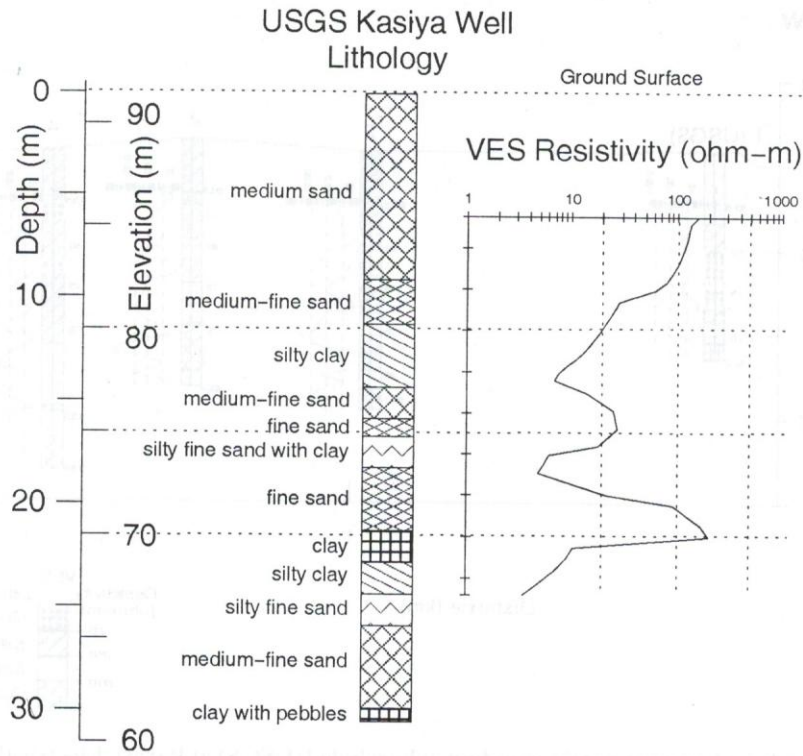 USGS Kasiya Well
Lithology
Ground Surface
VES Resistivity (ohm−m)
1 10 100 1000
Depth (m)
0
10
20
30
Elevation (m)
90
80
70
60
medium sand
medium−fine sand
silty clay
medium−fine sand
fine sand
silty fine sand with clay
fine sand
clay
silty clay
silty fine sand
medium−fine sand
clay with pebbles